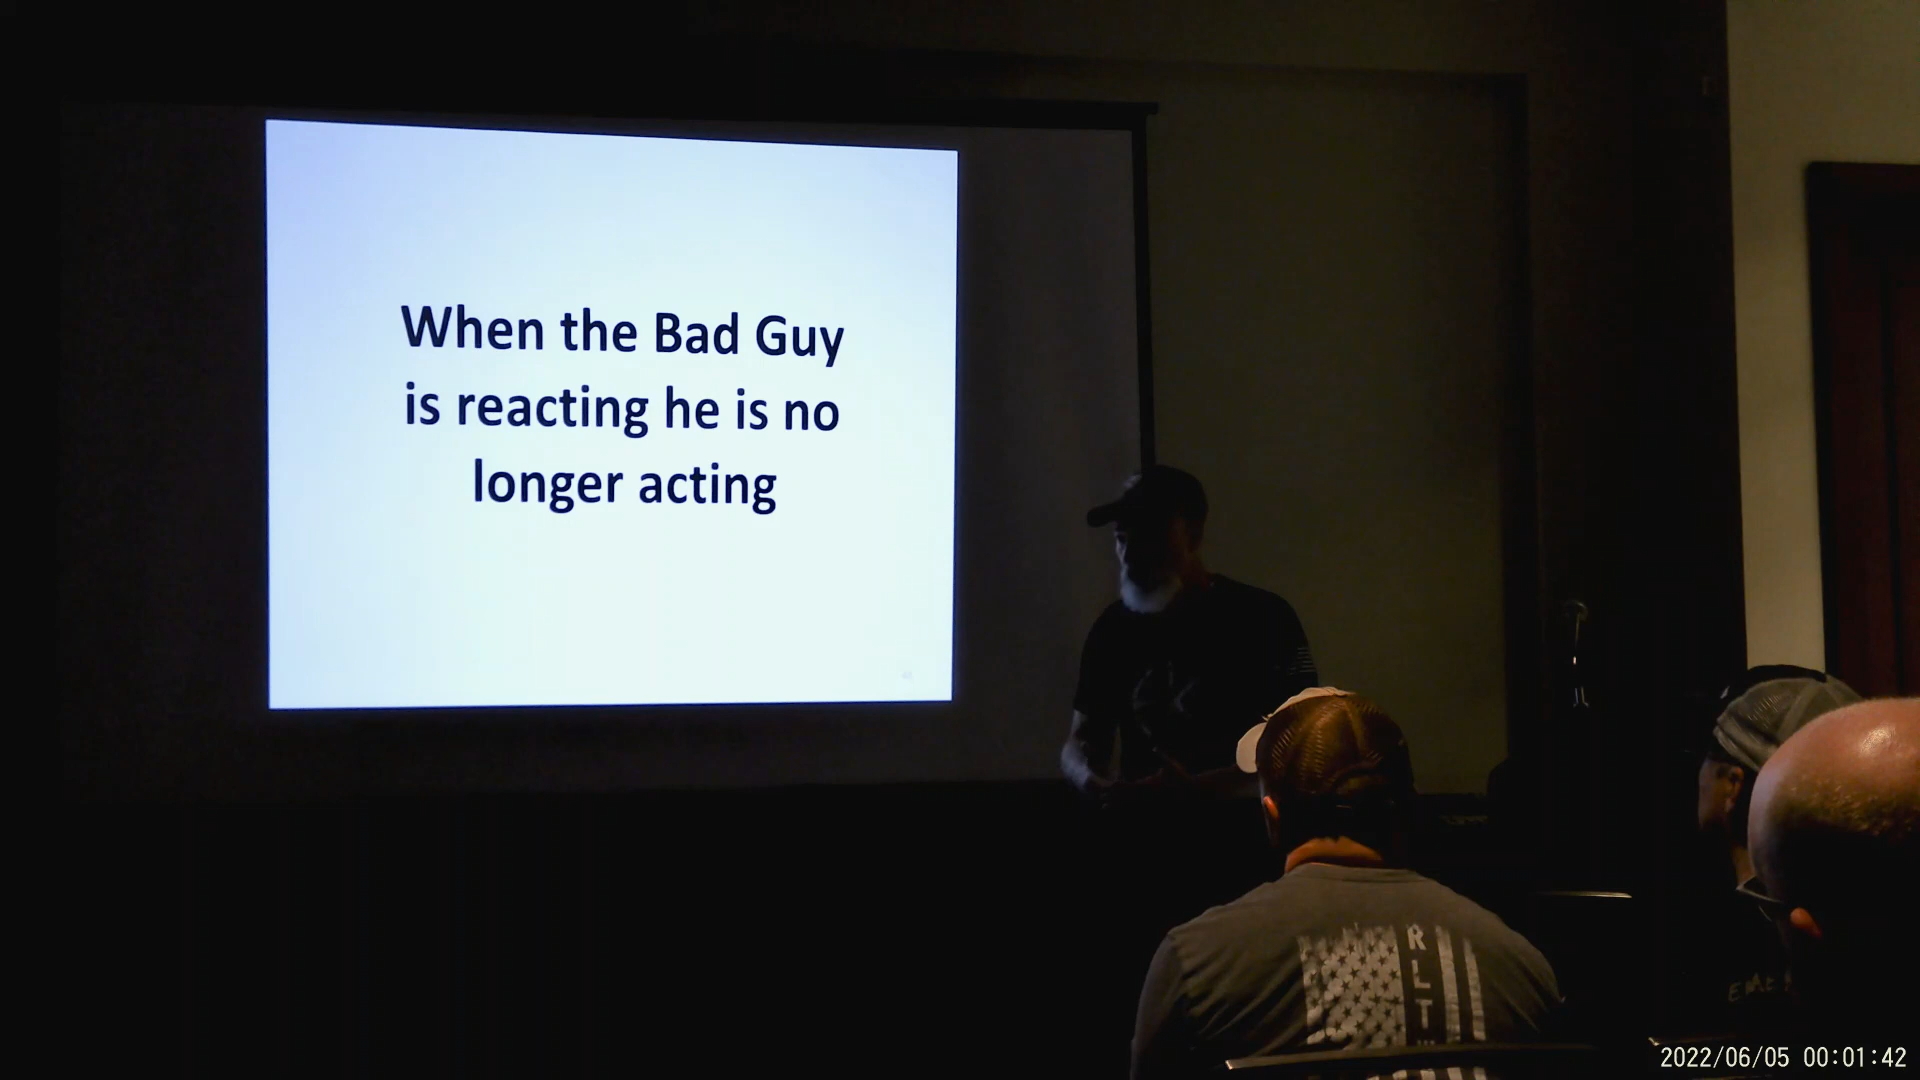 When the Bad Guy
is reacting he is no
longer acting
R
L
T
2022/06/05 00:01:42